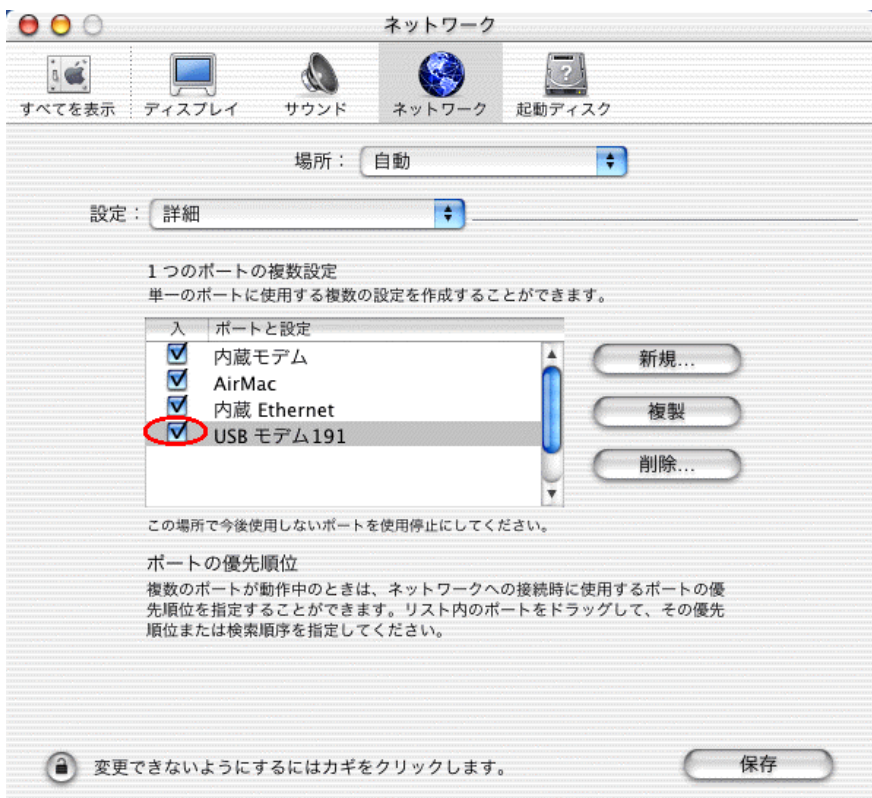 ネットワーク
すべてを表示 ディスプレイ サウンド ネットワーク 起動ディスク
場所： 自動
設定： 詳細
1 つのポートの複数設定
単一のポートに使用する複数の設定を作成することができます。
入 ポートと設定
内蔵モデム
AirMac
内蔵 Ethernet
USB モデム191
新規...
複製
削除...
この場所で今後使用しないポートを使用停止にしてください。
ポートの優先順位
複数のポートが動作中のときは、ネットワークへの接続時に使用するポートの優
先順位を指定することができます。リスト内のポートをドラッグして、その優先
順位または検索順序を指定してください。
変更できないようにするにはカギをクリックします。
保存